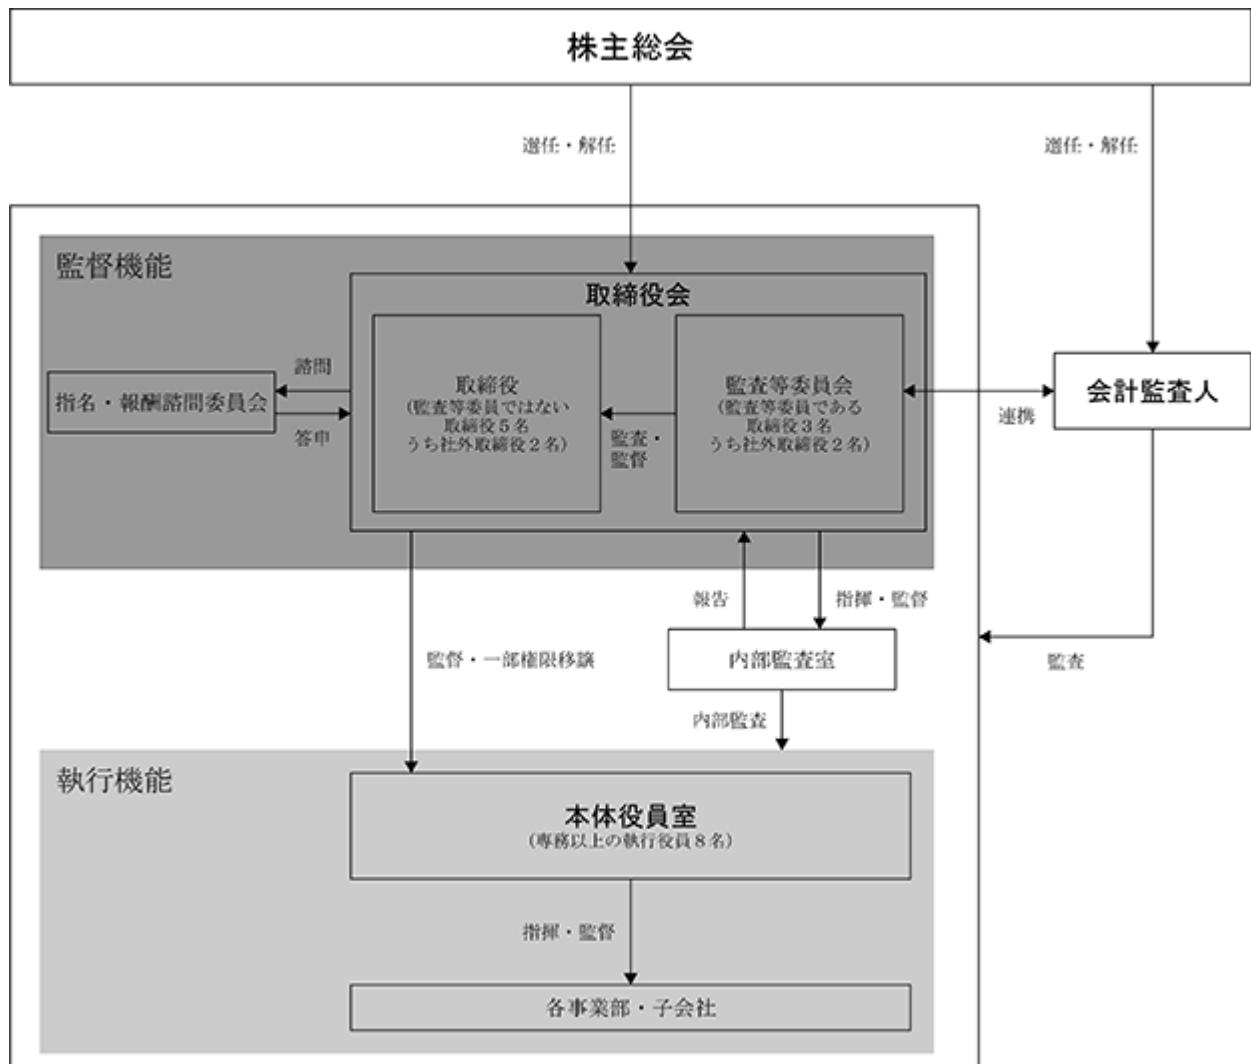 株主総会
選任・解任
選任・解任
監督機能
取締役会
諮問
指名・報酬諮問委員会
答申
取締役
(監査等委員ではない
取締役5名
うち社外取締役2名)
監査・
監督
監査等委員会
(監査等委員である
取締役3名
うち社外取締役2名)
連携
会計監査人
報告
指揮・監督
監督・一部権限移譲
内部監査室
監査
内部監査
執行機能
本体役員室
(専務以上の執行役員8名)
指揮・監督
各事業部・子会社